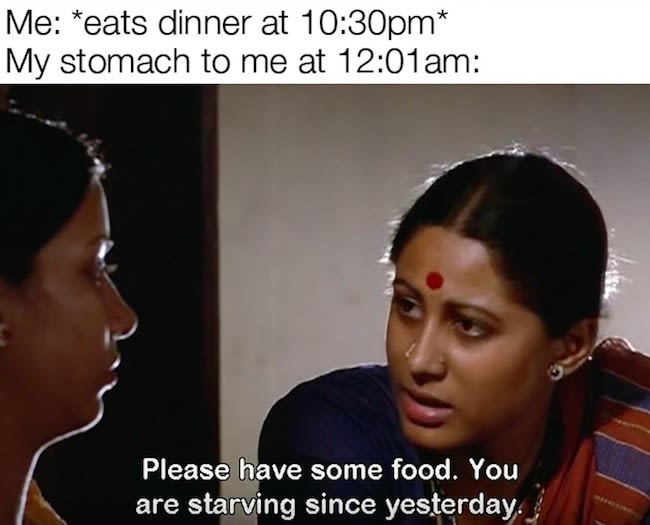 Me: *eats dinner at 10:30pm*
My stomach to me at 12:01am:
Please have some food. You
are starving since yesterday.